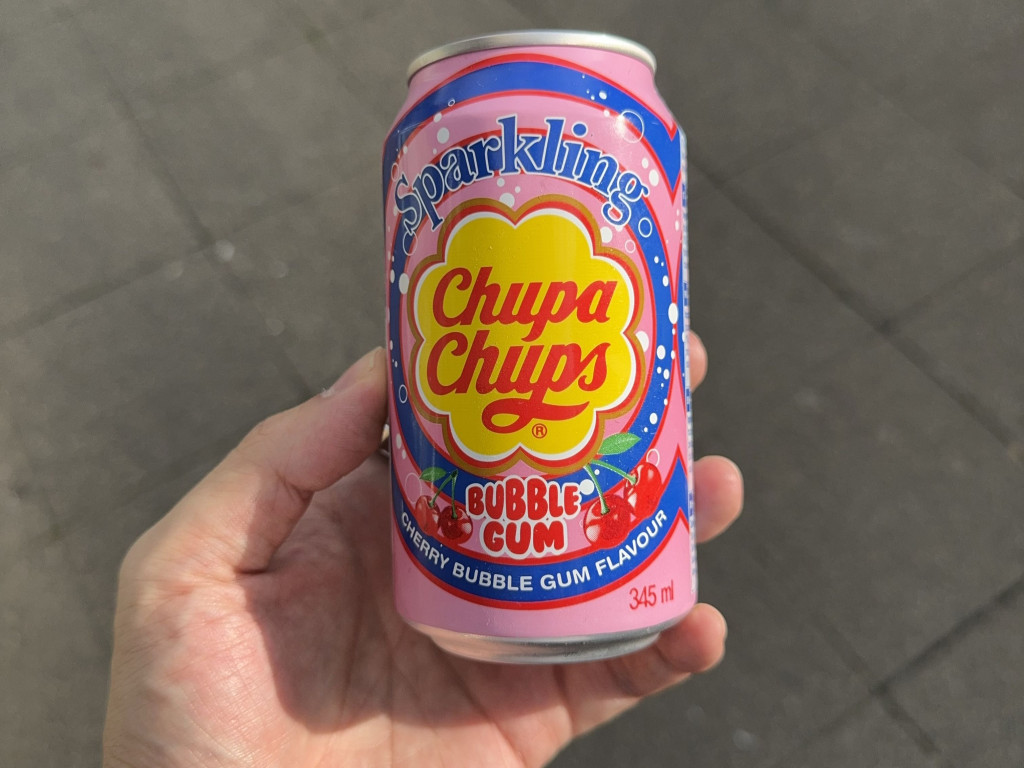 Sparkling
Chupa
Chups
®
BUBBLE
GUM
CHERRY BUBBLE GUM FLAVOUR
345 ml